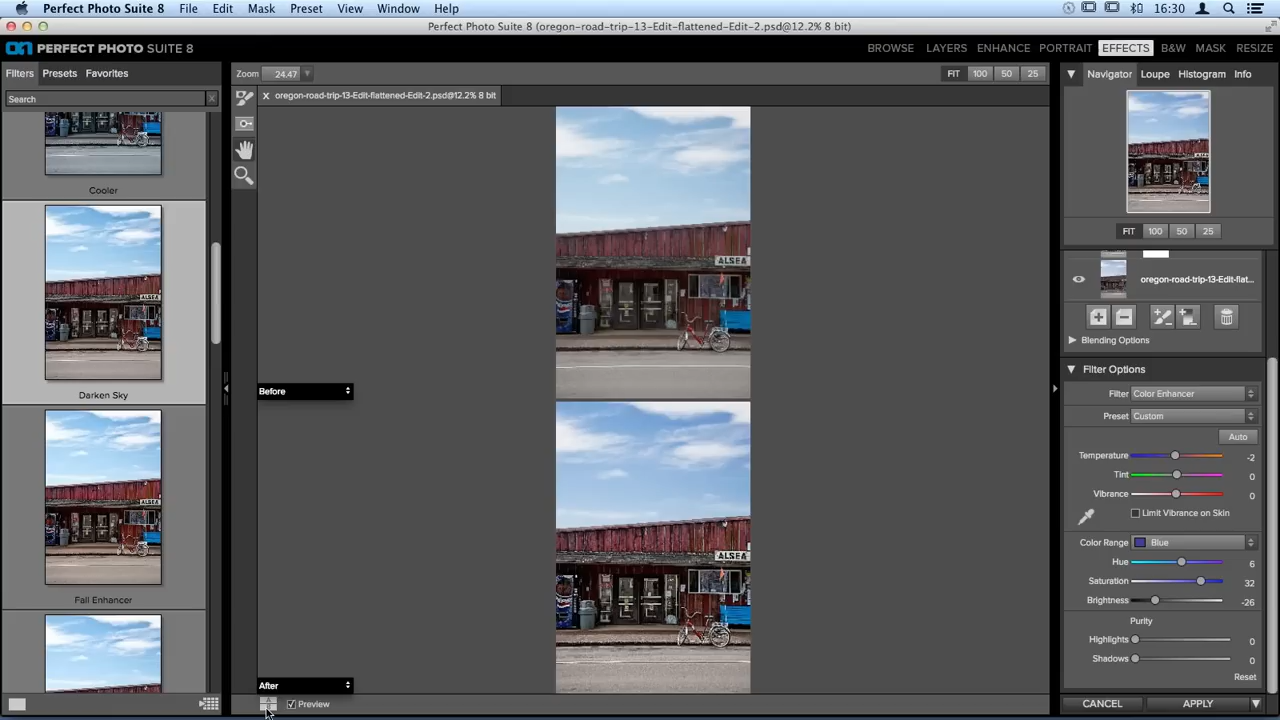 Perfect Photo Suite 8 File Edit Mask Preset View Window Help 16:30
Perfect Photo Suite 8 (oregon-road-trip-13-Edit-flattened-Edit-2.psd@12.2% 8 bit)
on PERFECT PHOTO SUITE 8 BROWSE LAYERS ENHANCE PORTRAIT EFFECTS B&W MASK RESIZE
Filters Presets Favorites
Zoom 24.47 FIT 100 50 25
Navigator Loupe Histogram Info
Search X
X oregon-road-trip-13-Edit-flattened-Edit-2.psd@12.2% 8 bit
Cooler
Darken Sky
Fall Enhancer
ALSEA
ALSEA
Before
After
Preview
FIT 100 50 25
oregon-road-trip-13-Edit-flat...
Blending Options
Filter Options
Filter Color Enhancer
Preset Custom
Auto
Temperature -2
Tint 0
Vibrance 0
Limit Vibrance on Skin
Color Range Blue
Hue 6
Saturation 32
Brightness -26
Purity
Highlights 0
Shadows 0
Reset
CANCEL APPLY